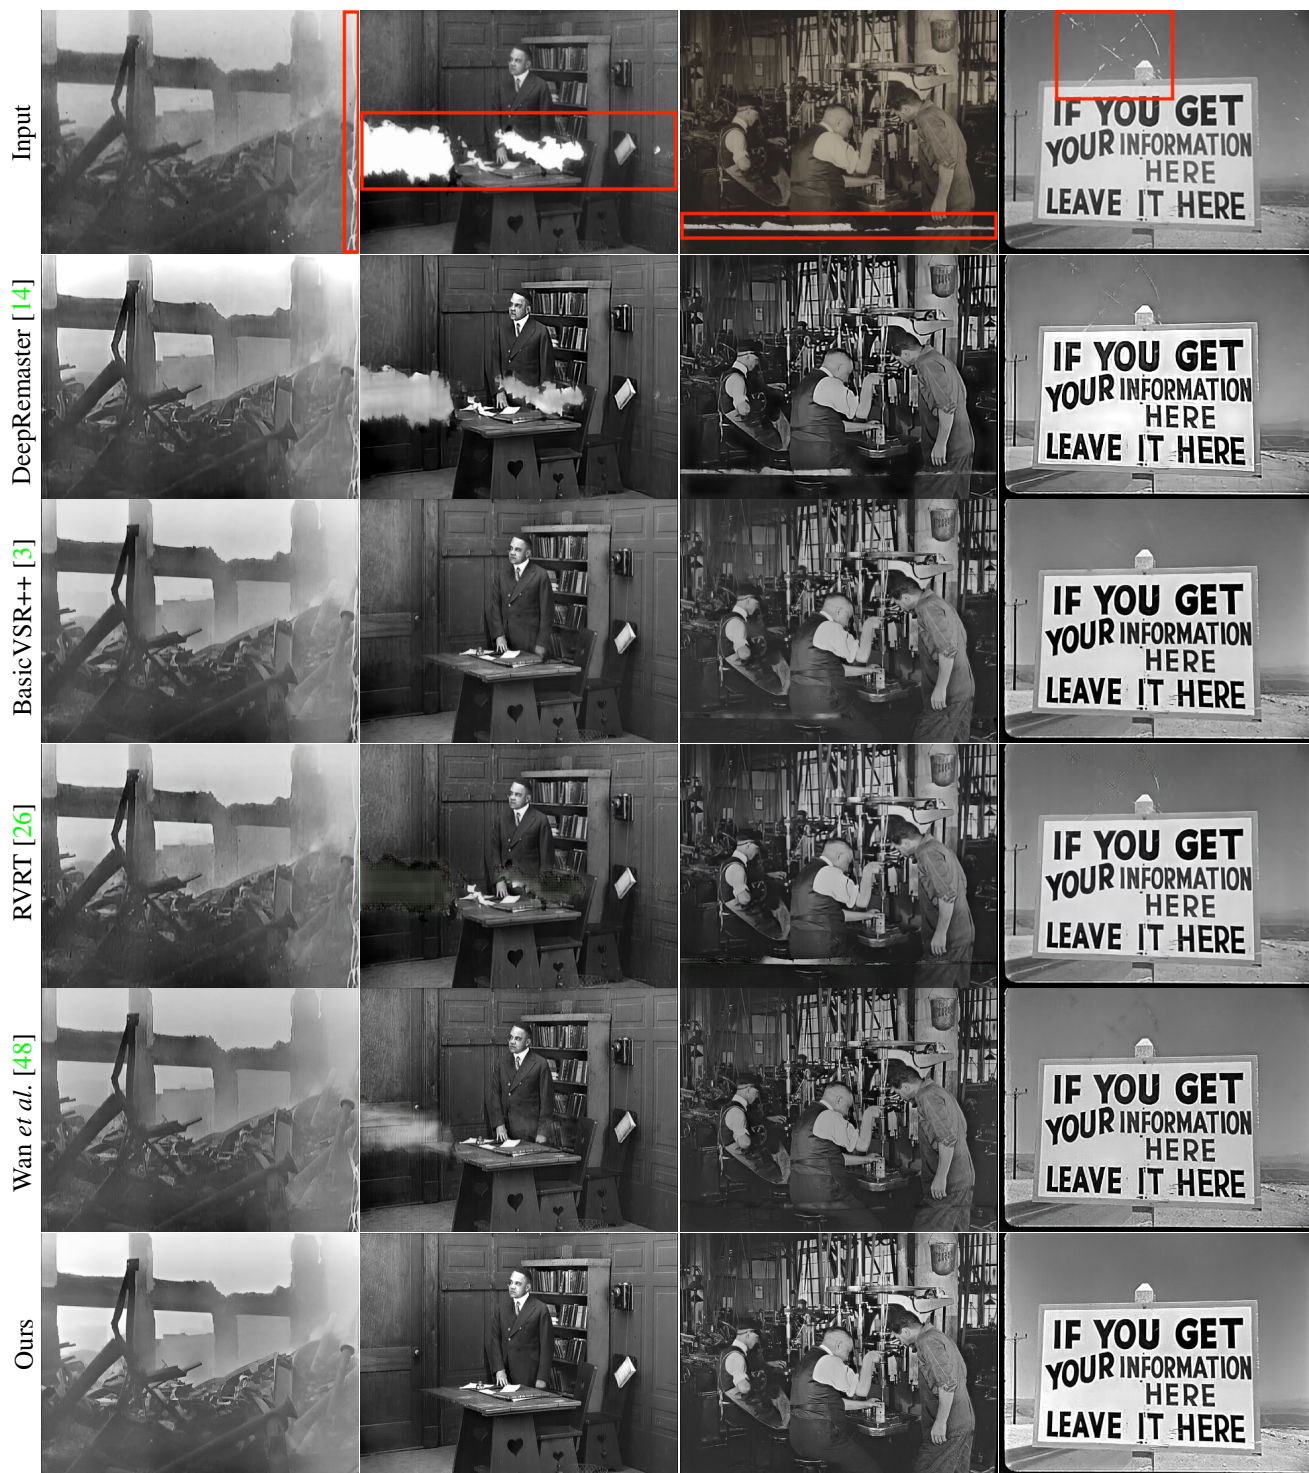 Input
IF YOU GET
YOUR INFORMATION
HERE
LEAVE IT HERE
DeepRemaster [14]
IF YOU GET
YOUR INFORMATION
HERE
LEAVE IT HERE
BasicVSR++ [3]
IF YOU GET
YOUR INFORMATION
HERE
LEAVE IT HERE
RVRT [26]
IF YOU GET
YOUR INFORMATION
HERE
LEAVE IT HERE
Wan et al. [48]
IF YOU GET
YOUR INFORMATION
HERE
LEAVE IT HERE
Ours
IF YOU GET
YOUR INFORMATION
HERE
LEAVE IT HERE